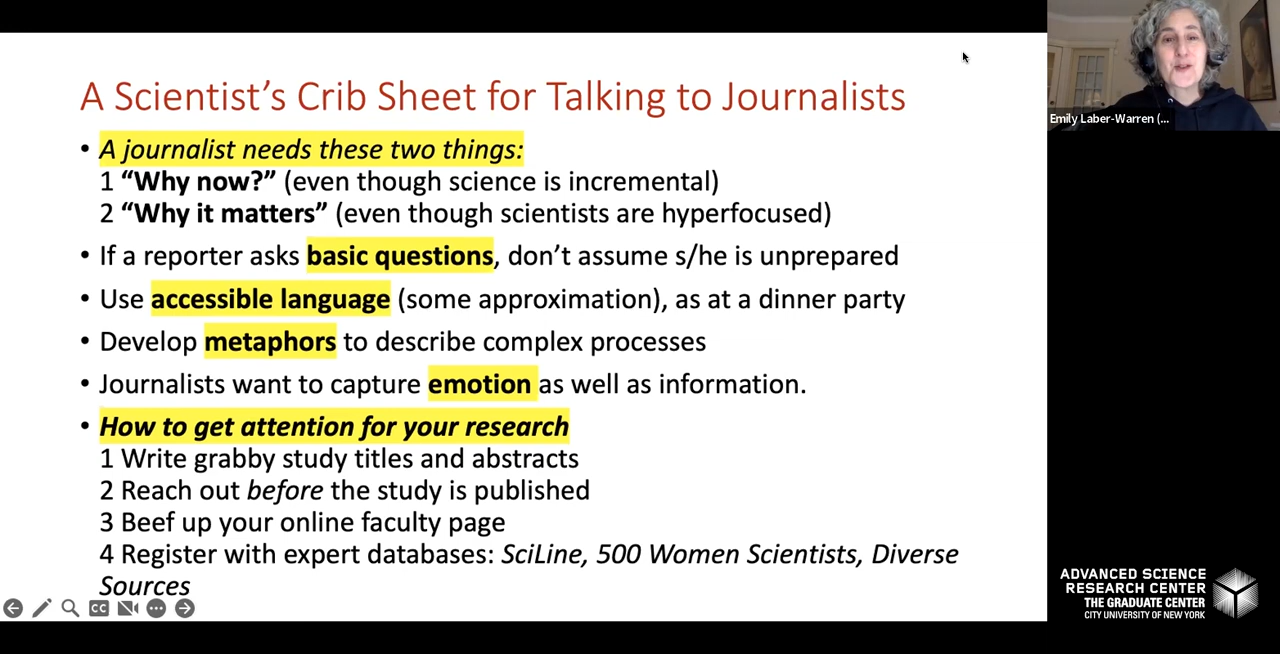 A Scientist's Crib Sheet for Talking to Journalists
• A journalist needs these two things:
1 “Why now?” (even though science is incremental)
2 “Why it matters” (even though scientists are hyperfocused)
• If a reporter asks basic questions, don't assume s/he is unprepared
• Use accessible language (some approximation), as at a dinner party
• Develop metaphors to describe complex processes
• Journalists want to capture emotion as well as information.
• How to get attention for your research
1 Write grabby study titles and abstracts
2 Reach out before the study is published
3 Beef up your online faculty page
4 Register with expert databases: SciLine, 500 Women Scientists, Diverse
Sources
CC
Emily Laber-Warren (...
ADVANCED SCIENCE
RESEARCH CENTER
THE GRADUATE CENTER
CITY UNIVERSITY OF NEW YORK